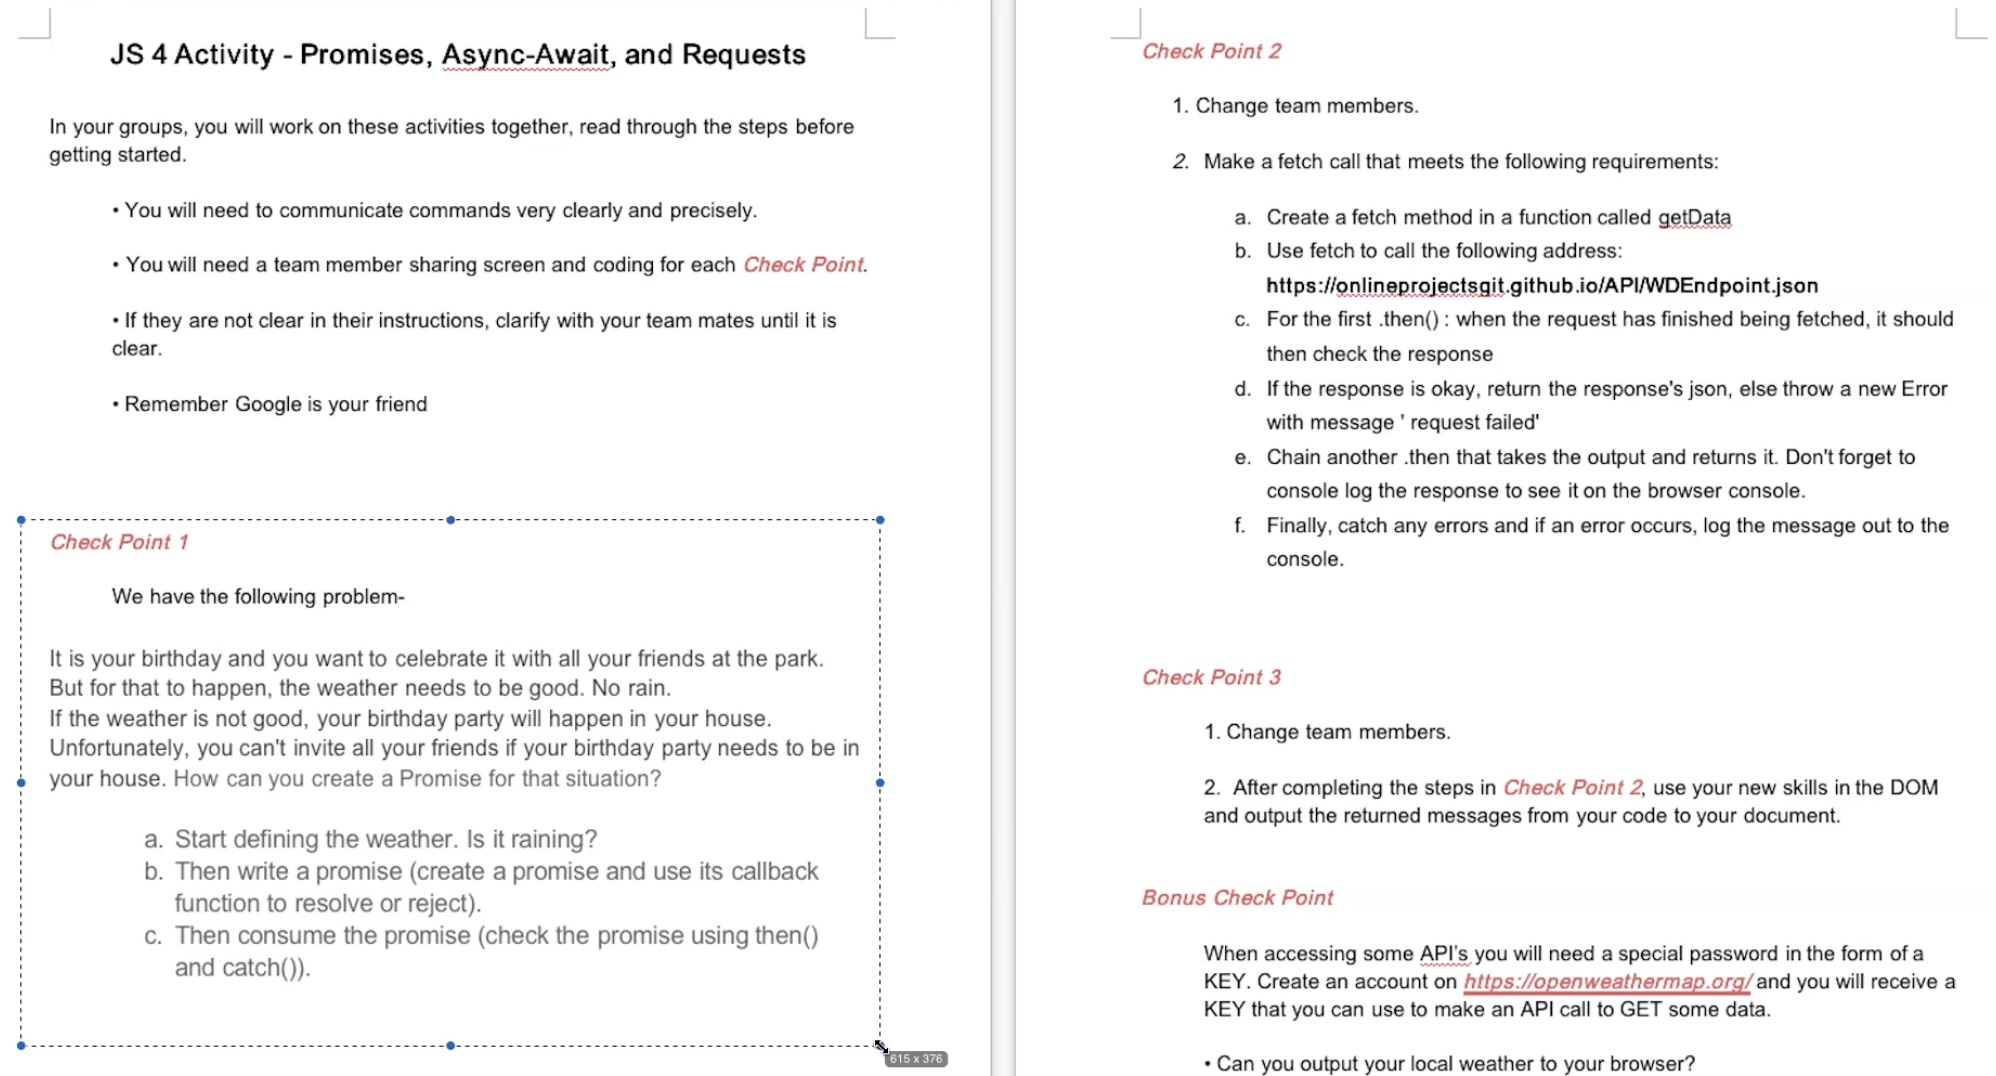 JS 4 Activity - Promises, Async-Await, and Requests
In your groups, you will work on these activities together, read through the steps before
getting started.
• You will need to communicate commands very clearly and precisely.
• You will need a team member sharing screen and coding for each Check Point.
• If they are not clear in their instructions, clarify with your team mates until it is
clear.
• Remember Google is your friend
Check Point 1
We have the following problem-
It is your birthday and you want to celebrate it with all your friends at the park.
But for that to happen, the weather needs to be good. No rain.
If the weather is not good, your birthday party will happen in your house.
Unfortunately, you can't invite all your friends if your birthday party needs to be in
your house. How can you create a Promise for that situation?
a. Start defining the weather. Is it raining?
b. Then write a promise (create a promise and use its callback
function to resolve or reject).
c. Then consume the promise (check the promise using then()
and catch()).
615 x 376
Check Point 2
1. Change team members.
2. Make a fetch call that meets the following requirements:
a. Create a fetch method in a function called getData
b. Use fetch to call the following address:
https://onlineprojectsgit.github.io/API/WDEndpoint.json
c. For the first .then() : when the request has finished being fetched, it should
then check the response
d. If the response is okay, return the response's json, else throw a new Error
with message ' request failed'
e. Chain another .then that takes the output and returns it. Don't forget to
console log the response to see it on the browser console.
f. Finally, catch any errors and if an error occurs, log the message out to the
console.
Check Point 3
1. Change team members.
2. After completing the steps in Check Point 2, use your new skills in the DOM
and output the returned messages from your code to your document.
Bonus Check Point
When accessing some API's you will need a special password in the form of a
KEY. Create an account on https://openweathermap.org/ and you will receive a
KEY that you can use to make an API call to GET some data.
• Can you output your local weather to your browser?